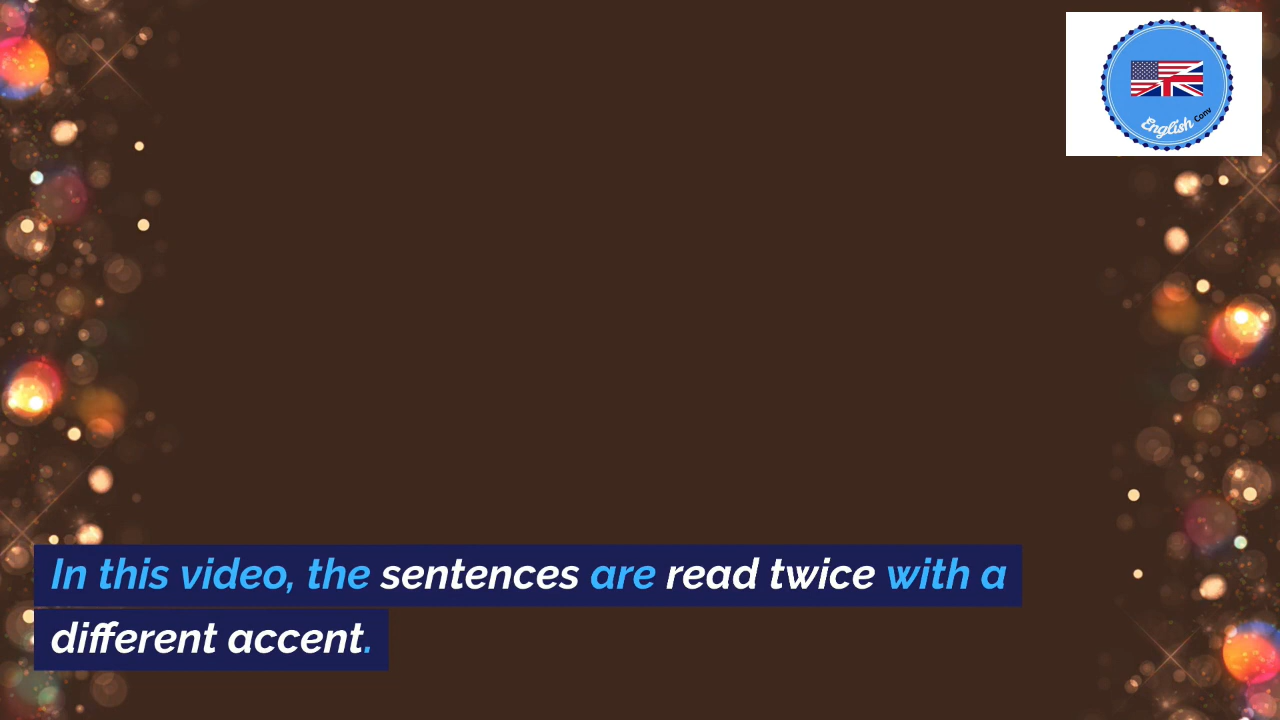 English Conv
In this video, the sentences are read twice with a
different accent.